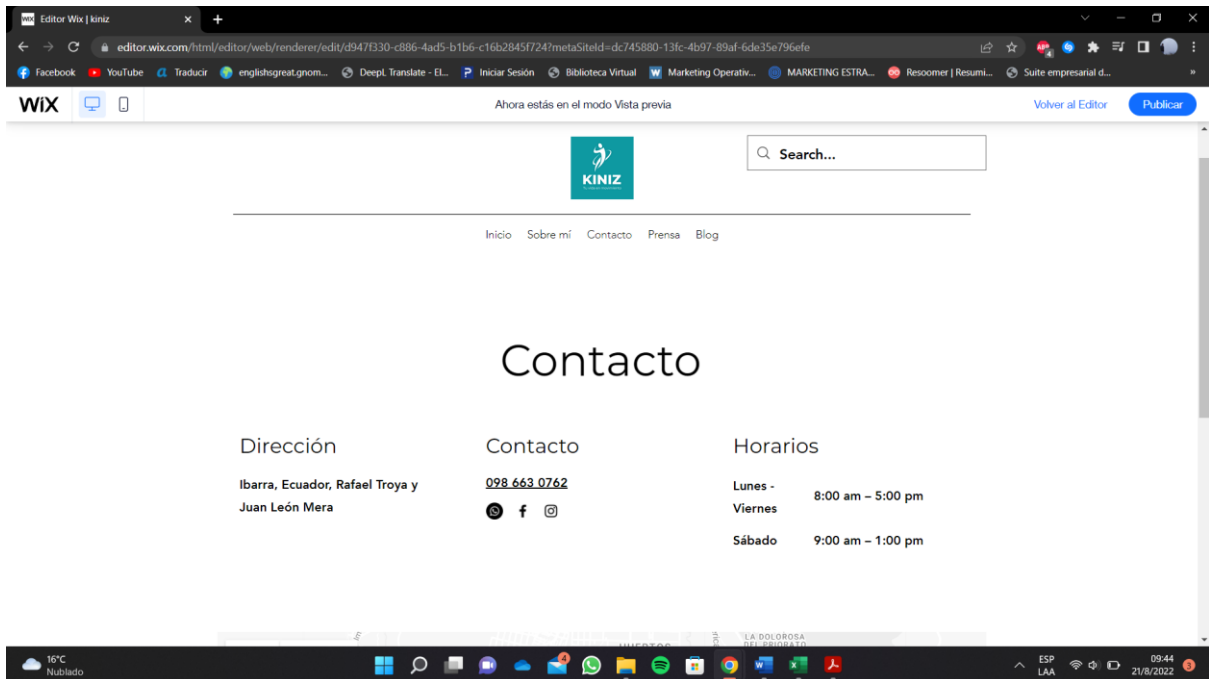 Editor Wix | kiniz
editor.wix.com/html/editor/web/renderer/edit/d947f330-c886-4ad5-b1b6-c16b2845f724?metaSiteId=dc745880-13fc-4b97-89af-6de35e796efe
Facebook YouTube Traducir englishsgreat.gnom... DeepL Translate - El... Iniciar Sesión Biblioteca Virtual Marketing Operativ... MARKETING ESTRA... Resoomer | Resumi... Suite empresarial d... »
WiX Ahora estás en el modo Vista previa Volver al Editor Publicar
KINIZ
Search...
Inicio Sobre mí Contacto Prensa Blog
Contacto
Dirección
Ibarra, Ecuador, Rafael Troya y
Juan León Mera
Contacto
098 663 0762
Horarios
Lunes -
Viernes
8:00 am – 5:00 pm
Sábado 9:00 am – 1:00 pm
LA DOLOROSA
DEL PRIORATO
16°C
Nublado
4
ESP
LAA
09:44
21/8/2022
3